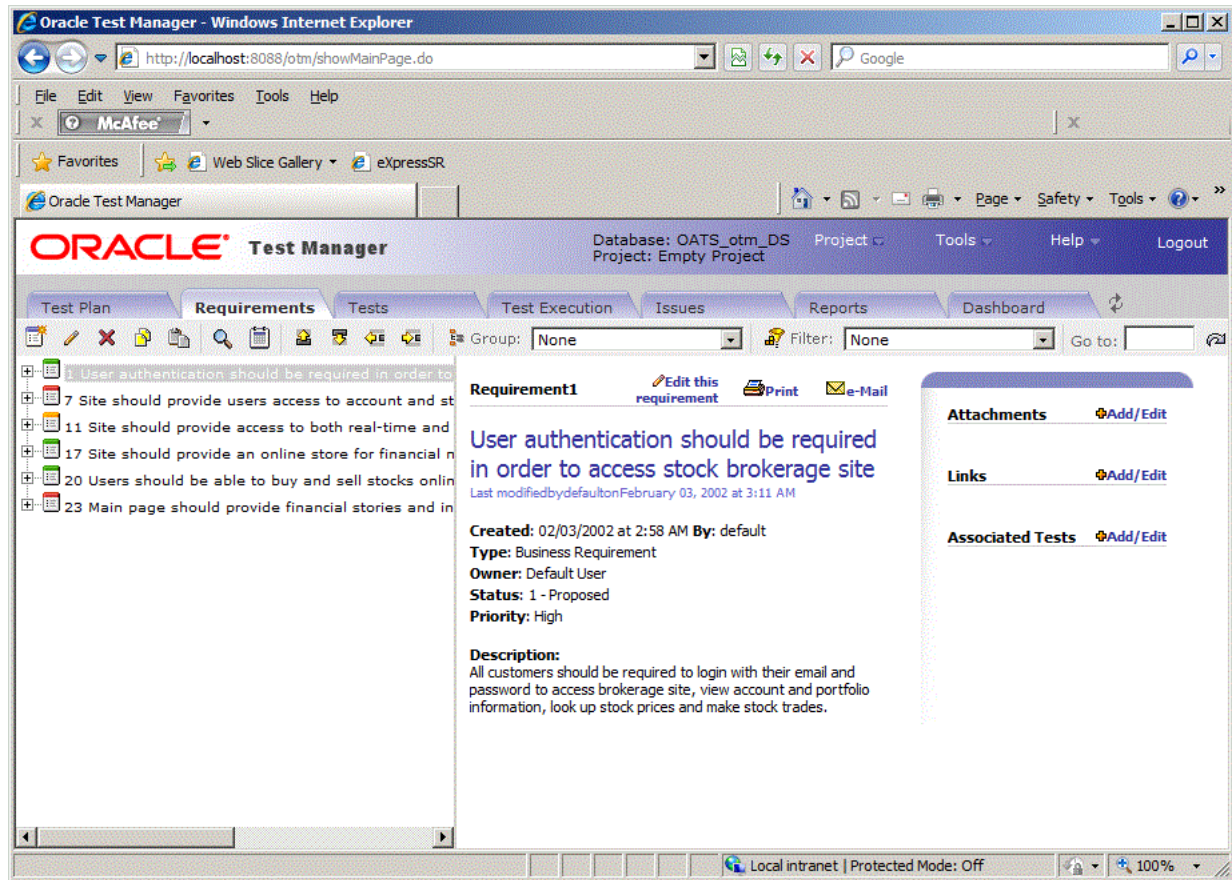 Oracle Test Manager - Windows Internet Explorer
http://localhost:8088/otm/showMainPage.do
Google
File Edit View Favorites Tools Help
McAfee
Favorites Web Slice Gallery eXpressSR
Oracle Test Manager
Page Safety Tools
ORACLE Test Manager
Database: OATS_otm_DS
Project: Empty Project
Project Tools Help Logout
Test Plan Requirements Tests Test Execution Issues Reports Dashboard
Group: None Filter: None Go to:
1 User authentication should be required in order to
7 Site should provide users access to account and st
11 Site should provide access to both real-time and
17 Site should provide an online store for financial
20 Users should be able to buy and sell stocks onlin
23 Main page should provide financial stories and in
Requirement1 Edit this requirement Print e-Mail
User authentication should be required
in order to access stock brokerage site
Last modifiedbydefaultonFebruary 03, 2002 at 3:11 AM
Created: 02/03/2002 at 2:58 AM By: default
Type: Business Requirement
Owner: Default User
Status: 1 - Proposed
Priority: High
Description:
All customers should be required to login with their email and
password to access brokerage site, view account and portfolio
information, look up stock prices and make stock trades.
Attachments Add/Edit
Links Add/Edit
Associated Tests Add/Edit
Local intranet | Protected Mode: Off
100%